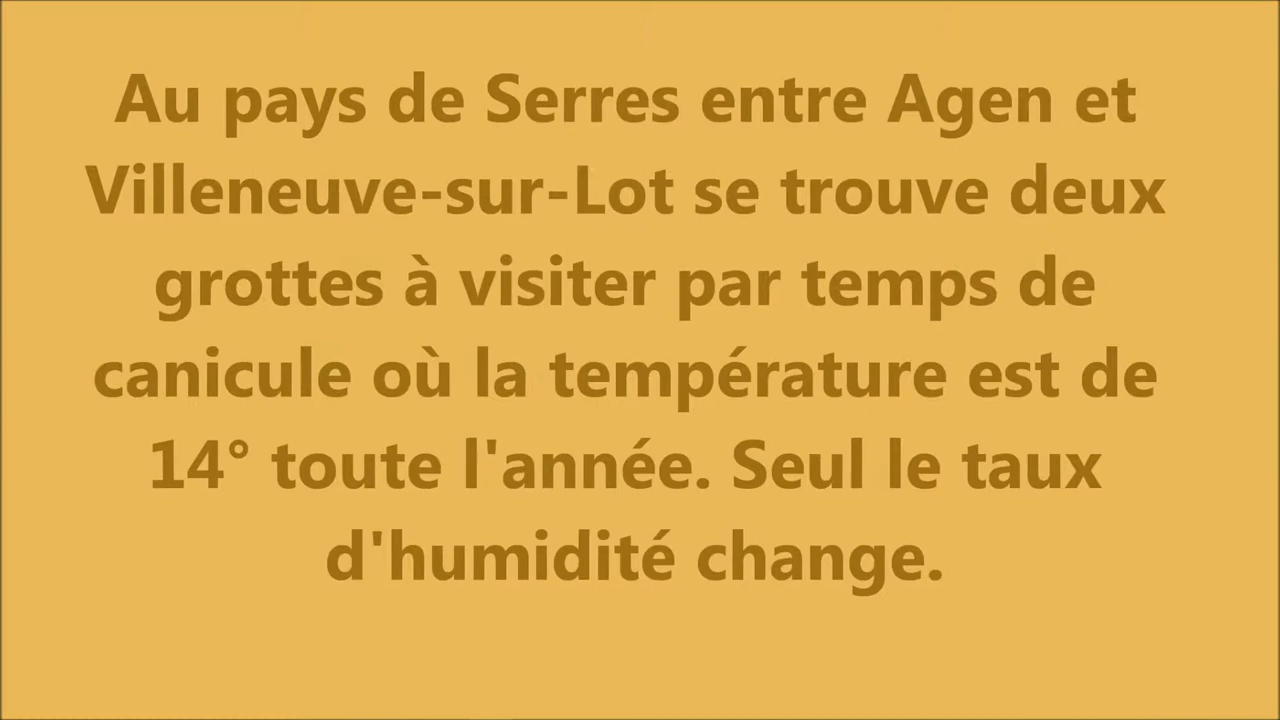 Au pays de Serres entre Agen et
Villeneuve-sur-Lot se trouve deux
grottes à visiter par temps de
canicule où la température est de
14° toute l'année. Seul le taux
d'humidité change.